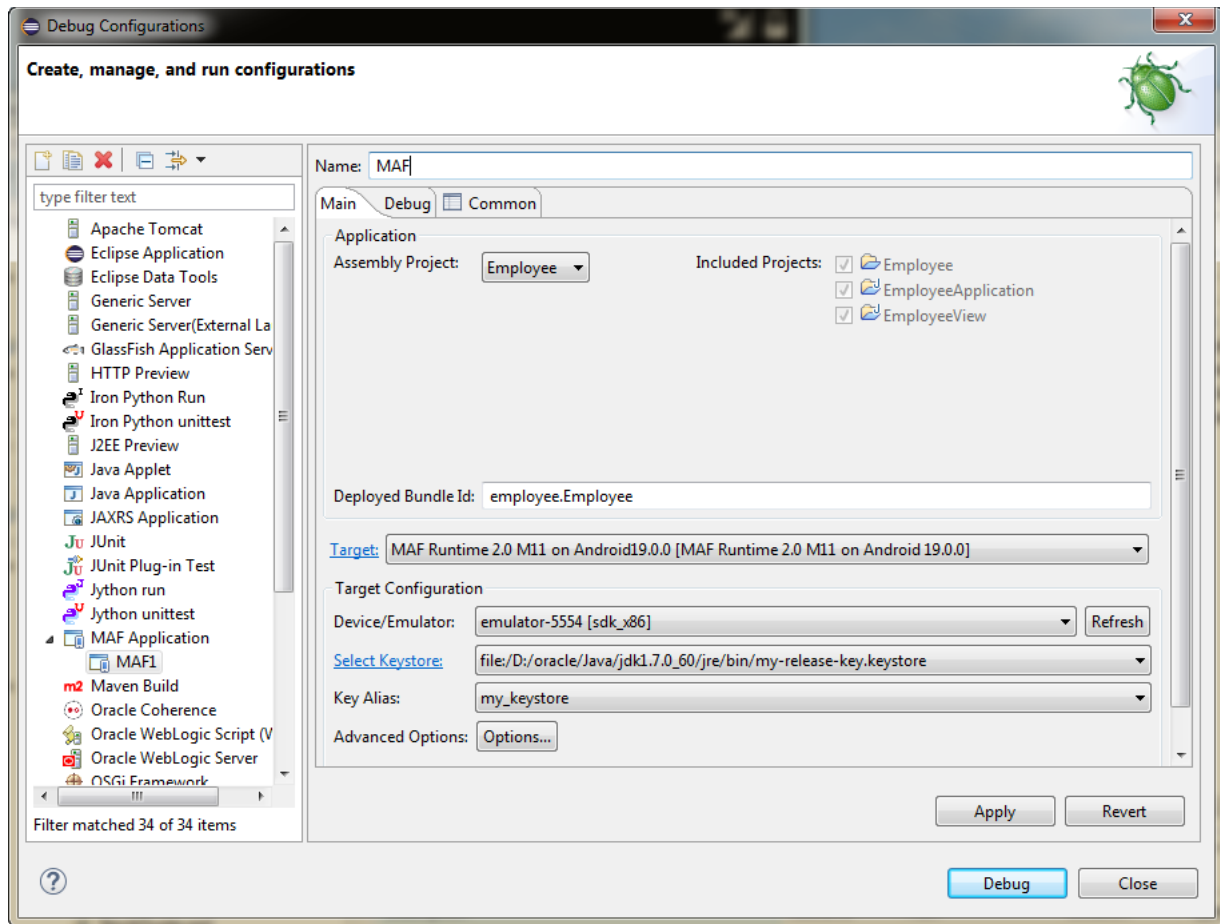 Debug Configurations
Create, manage, and run configurations
type filter text
Apache Tomcat
Eclipse Application
Eclipse Data Tools
Generic Server
Generic Server(External La
GlassFish Application Serv
HTTP Preview
Iron Python Run
Iron Python unittest
J2EE Preview
Java Applet
Java Application
JAXRS Application
JUnit
JUnit Plug-in Test
Jython run
Jython unittest
MAF Application
MAF1
Maven Build
Oracle Coherence
Oracle WebLogic Script (W
Oracle WebLogic Server
OSGi Framework
Filter matched 34 of 34 items
Name: MAF
Main Debug Common
Application
Assembly Project: Employee Included Projects: Employee
EmployeeApplication
EmployeeView
Deployed Bundle Id: employee.Employee
Target: MAF Runtime 2.0 M11 on Android19.0.0 [MAF Runtime 2.0 M11 on Android 19.0.0]
Target Configuration
Device/Emulator: emulator-5554 [sdk_x86] Refresh
Select Keystore: file:/D:/oracle/Java/jdk1.7.0_60/jre/bin/my-release-key.keystore
Key Alias: my_keystore
Advanced Options: Options...
Apply Revert
Debug Close